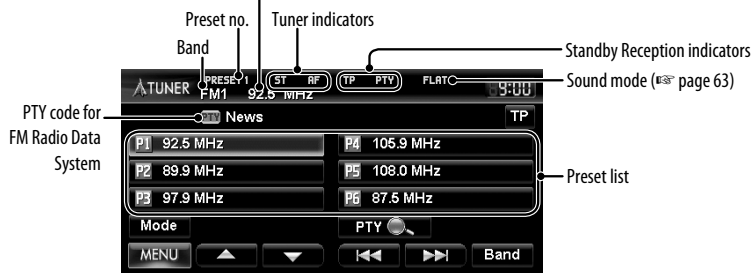 Preset no.
Tuner indicators
Band
Standby Reception indicators
TUNER PRESET 1 ST AF TP PTY FLAT 9:00
FM1 92.5 MHz
Sound mode (☞ page 63)
PTY code for
FM Radio Data
System
PTY News TP
P1 92.5 MHz P4 105.9 MHz
P2 89.9 MHz P5 108.0 MHz
P3 97.9 MHz P6 87.5 MHz
Preset list
Mode PTY
MENU Band